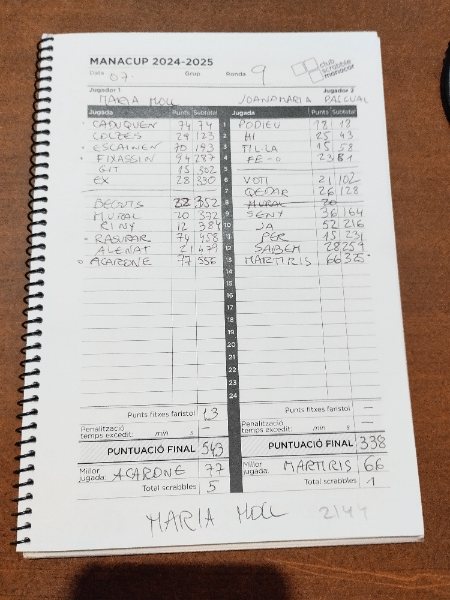 MANACUP 2024-2025
club scrabble manacor
Data 07 Grup Ronda 9
Jugador 1 Jugador 2
MARIA MOLL JOANAMARIA PASCUAL
Jugada Punts Subtotal Jugada Punts Subtotal
CADUQUEN 74 74 1 PODIEU 18 18
COLZES 49 123 2 HI 25 43
ESCAINEN 70 193 3 TIL·LA 15 58
FIXASSIN 94 287 4 FE 23 81
GIT 15 302 5
EX 28 330 6 VOTI 21 102
7 QEDAR 26 128
BEGUTS 22 352 8 MURAL 20
MURAL 20 372 9 SENY 36 164
RINY 12 384 10 JA 52 216
RASURAR 74 458 11 PER 15 231
ALENAT 21 479 12 SABEM 28 259
ACARONE 77 556 13 MARTIRIS 66 325
14
15
16
17
18
19
20
21
22
23
24
Punts fitxes faristol 13 Punts fitxes faristol –
Penalització temps excedit: min s – Penalització temps excedit: min s –
PUNTUACIÓ FINAL 543 PUNTUACIÓ FINAL 338
Millor jugada: ACARONE 77 Millor jugada: MARTIRIS 66
Total scrabbles 5 Total scrabbles 1
MARIA MOLL 2144